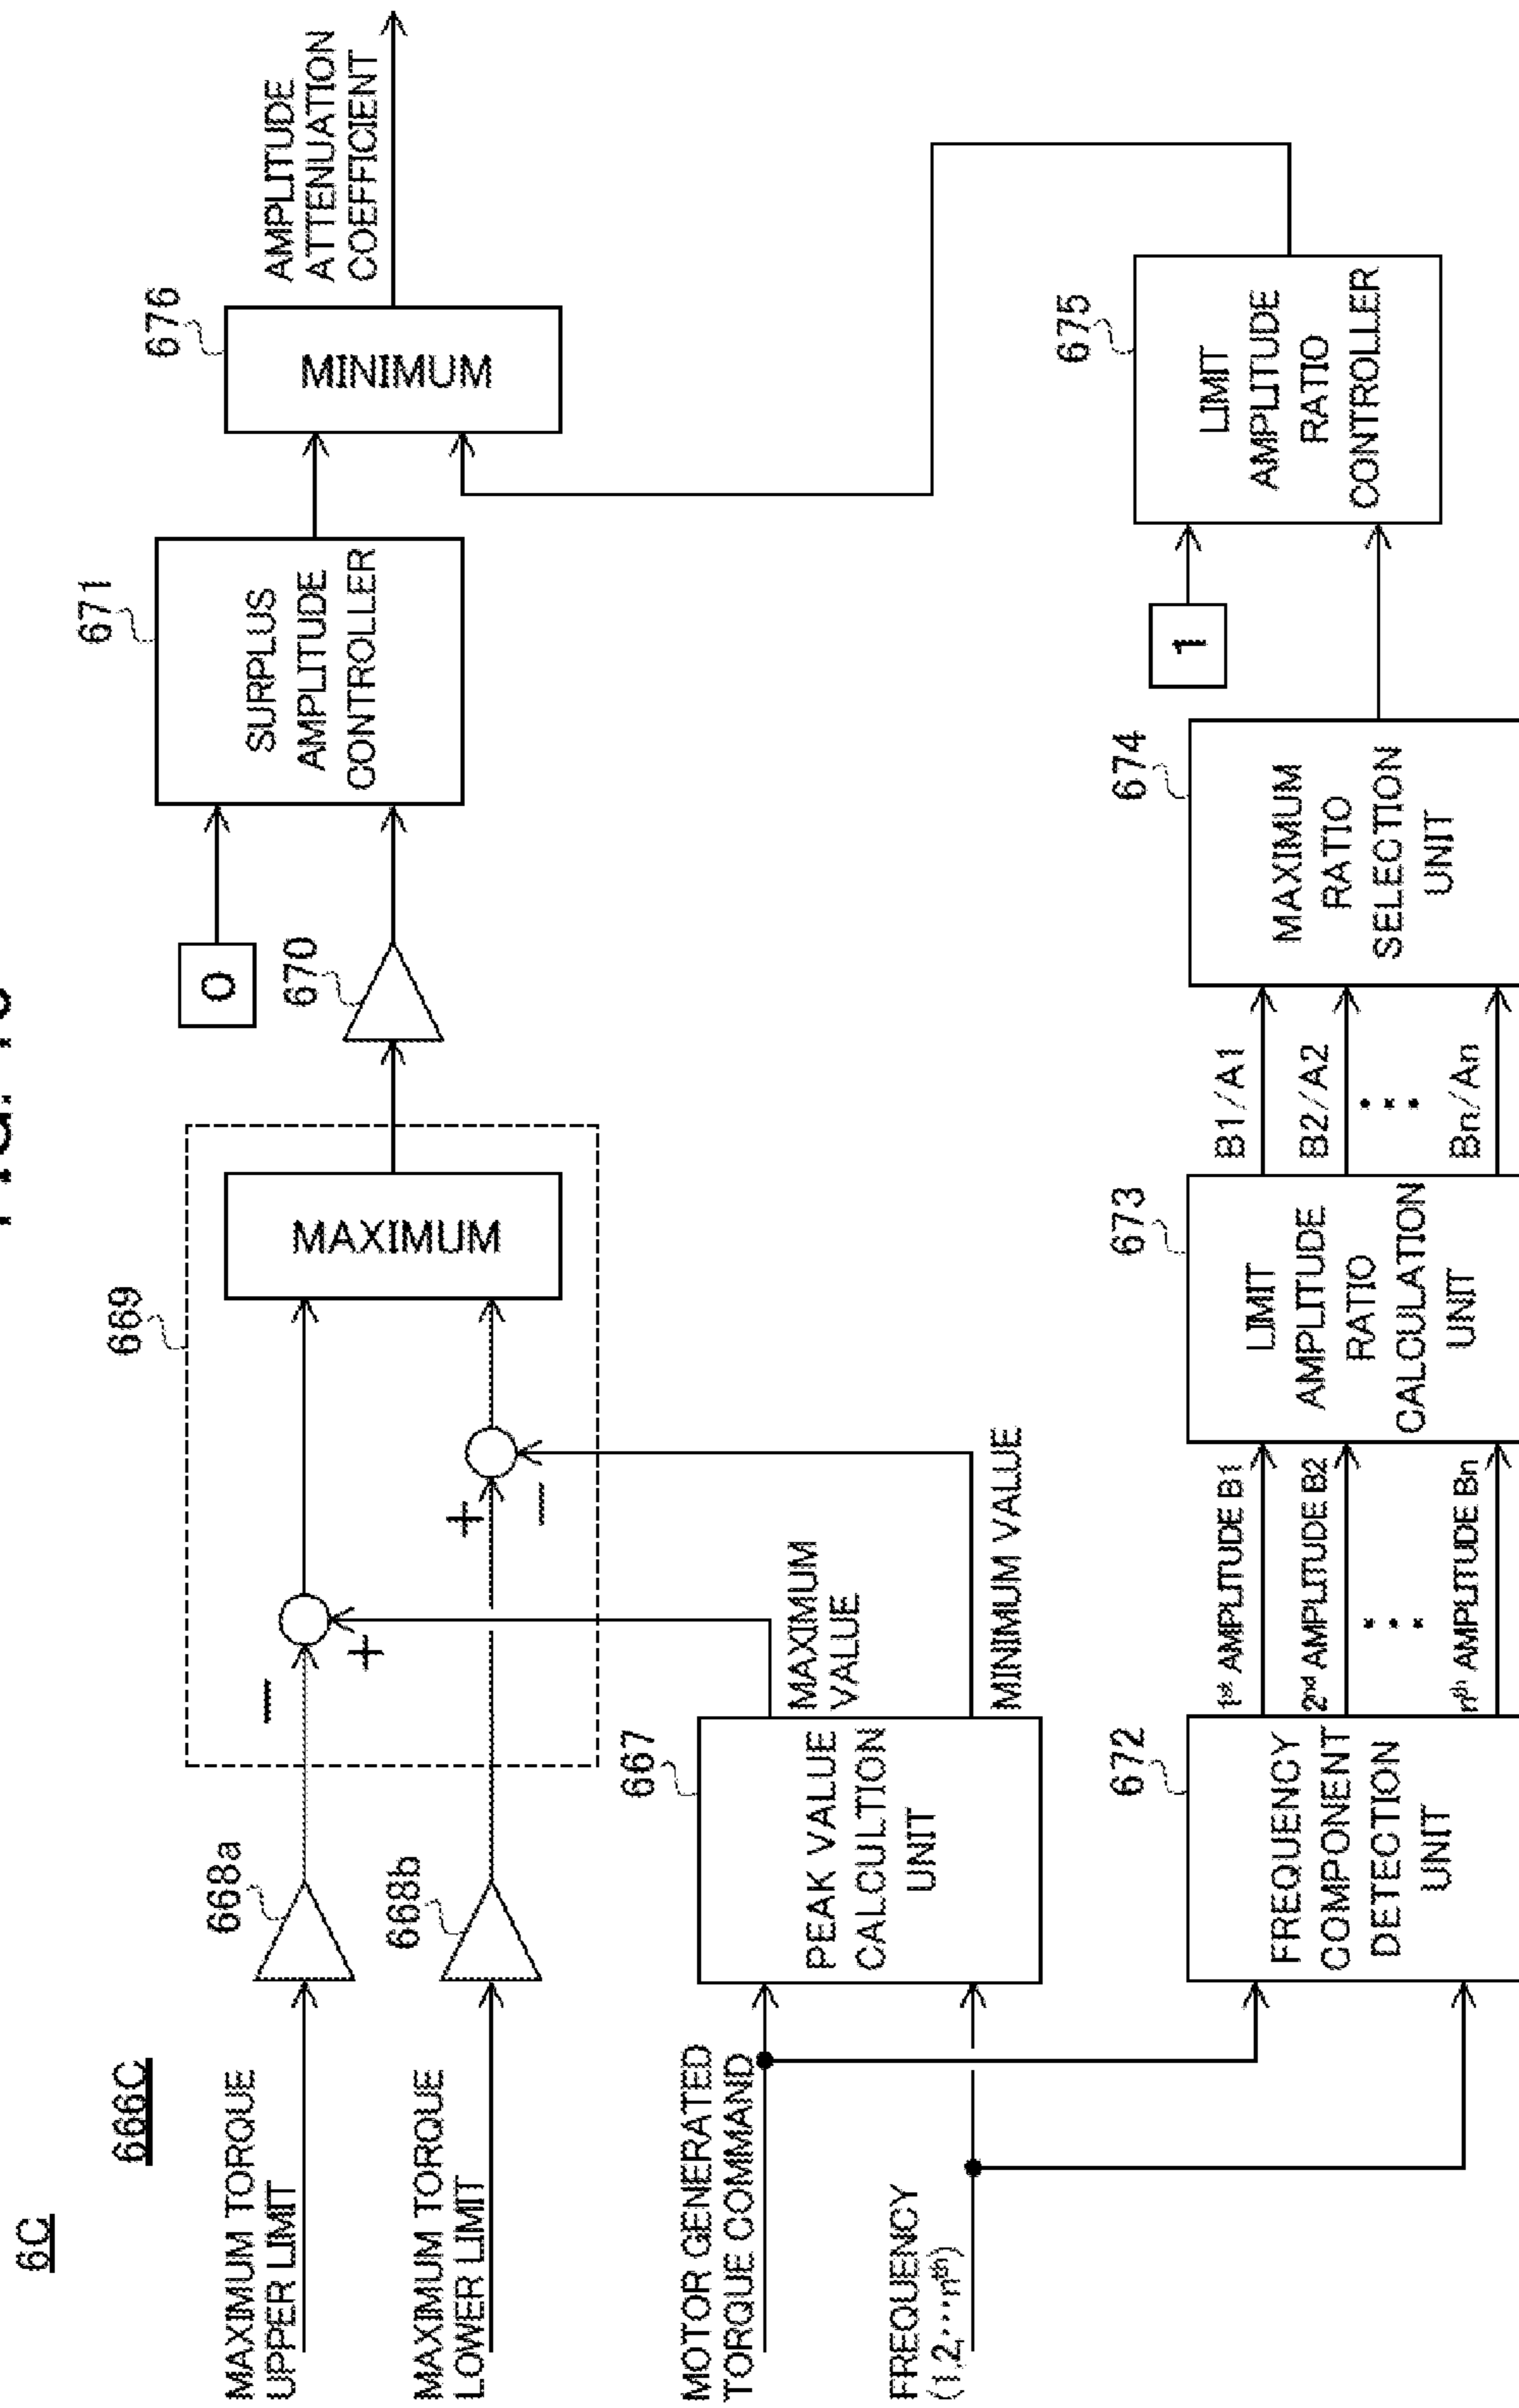 6C
666C
MAXIMUM TORQUE
UPPER LIMIT
668a
MAXIMUM TORQUE
LOWER LIMIT
668b
669
−
+
+
−
MAXIMUM
670
0
671
SURPLUS
AMPLITUDE
CONTROLLER
676
MINIMUM
AMPLITUDE
ATTENUATION
COEFFICIENT
MOTOR GENERATED
TORQUE COMMAND
FREQUENCY
(1,2,···nth)
667
PEAK VALUE
CALCULTION
UNIT
MAXIMUM
VALUE
MINIMUM VALUE
672
FREQUENCY
COMPONENT
DETECTION
UNIT
1st AMPLITUDE B1
2nd AMPLITUDE B2
⋮
nth AMPLITUDE Bn
673
LIMIT
AMPLITUDE
RATIO
CALCULATION
UNIT
B1/A1
B2/A2
⋮
Bn/An
674
MAXIMUM
RATIO
SELECTION
UNIT
1
675
LIMIT
AMPLITUDE
RATIO
CONTROLLER